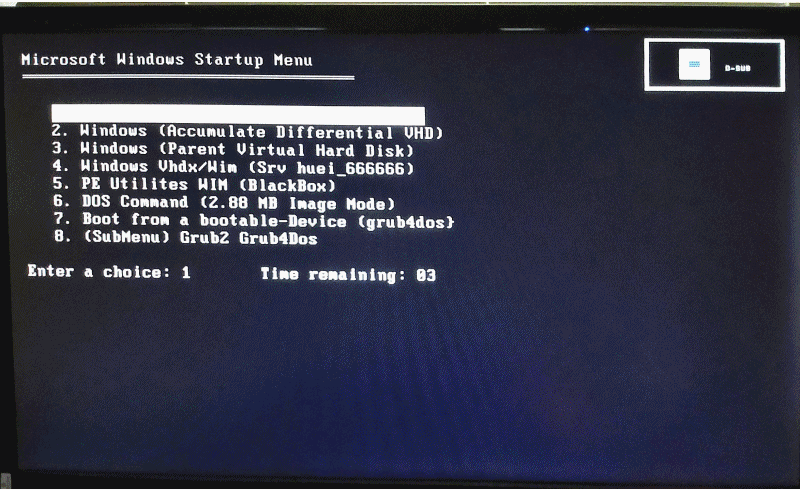 Microsoft Windows Startup Menu
D-SUB
2. Windows (Accumulate Differential VHD)
3. Windows (Parent Virtual Hard Disk)
4. Windows Vhdx/Wim (Srv huei_666666)
5. PE Utilites WIM (BlackBox)
6. DOS Command (2.88 MB Image Mode)
7. Boot from a bootable-Device (grub4dos}
8. (SubMenu) Grub2 Grub4Dos
Enter a choice: 1 Time remaining: 03